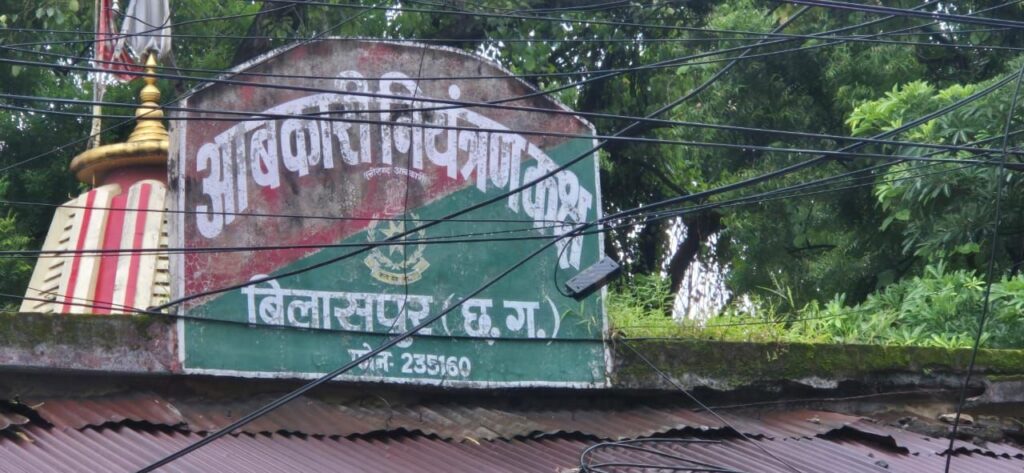 आबकारी नियंत्रण कक्ष
बिलासपुर (छ.ग.)
फोन- 235160